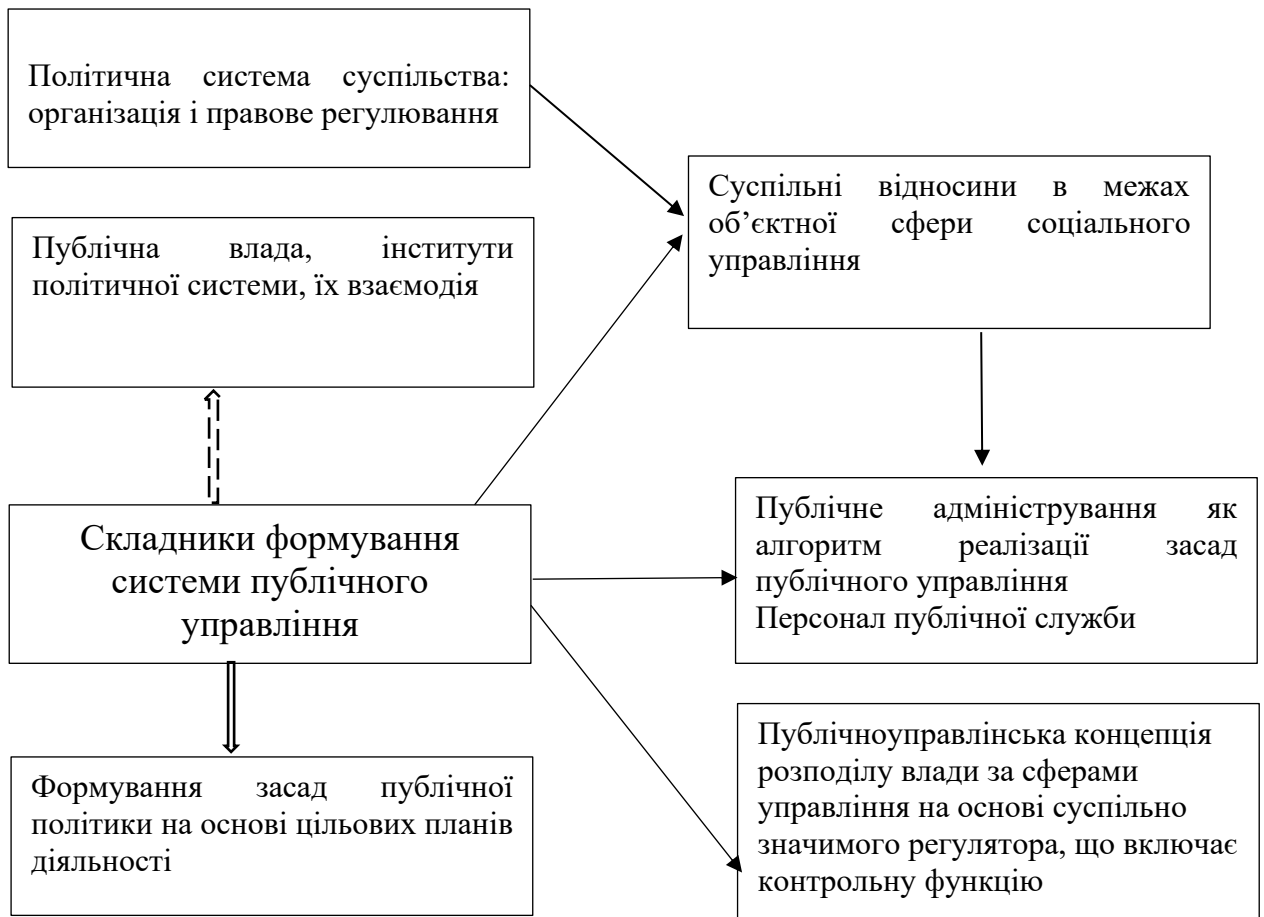 Політична система суспільства:
організація і правове регулювання
Суспільні відносини в межах
об’єктної сфери соціального
управління
Публічна влада, інститути
політичної системи, їх взаємодія
Складники формування
системи публічного
управління
Публічне адміністрування як
алгоритм реалізації засад
публічного управління
Персонал публічної служби
Формування засад публічної
політики на основі цільових планів
діяльності
Публічноуправлінська концепція
розподілу влади за сферами
управління на основі суспільно
значимого регулятора, що включає
контрольну функцію